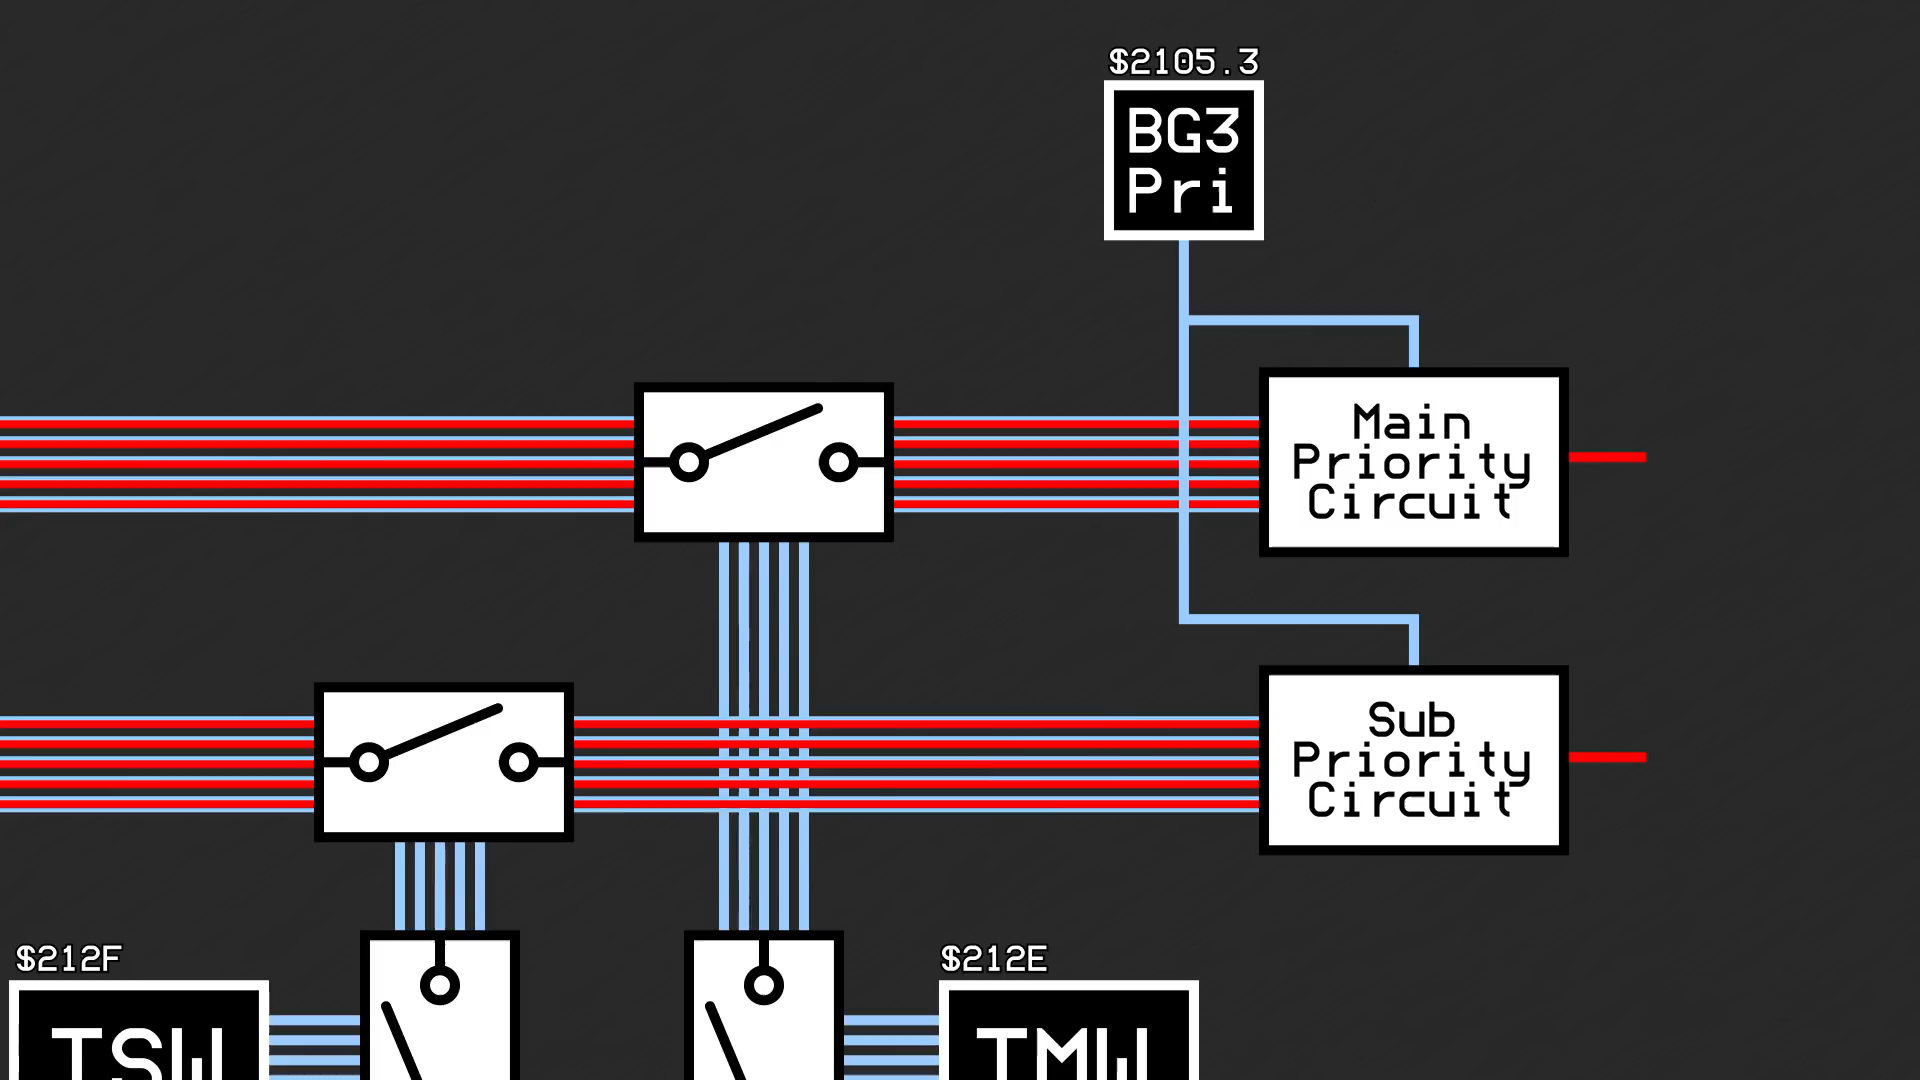 $2105.3
BG3
Pri
Main
Priority
Circuit
Sub
Priority
Circuit
$212F
TSW
$212E
TMW